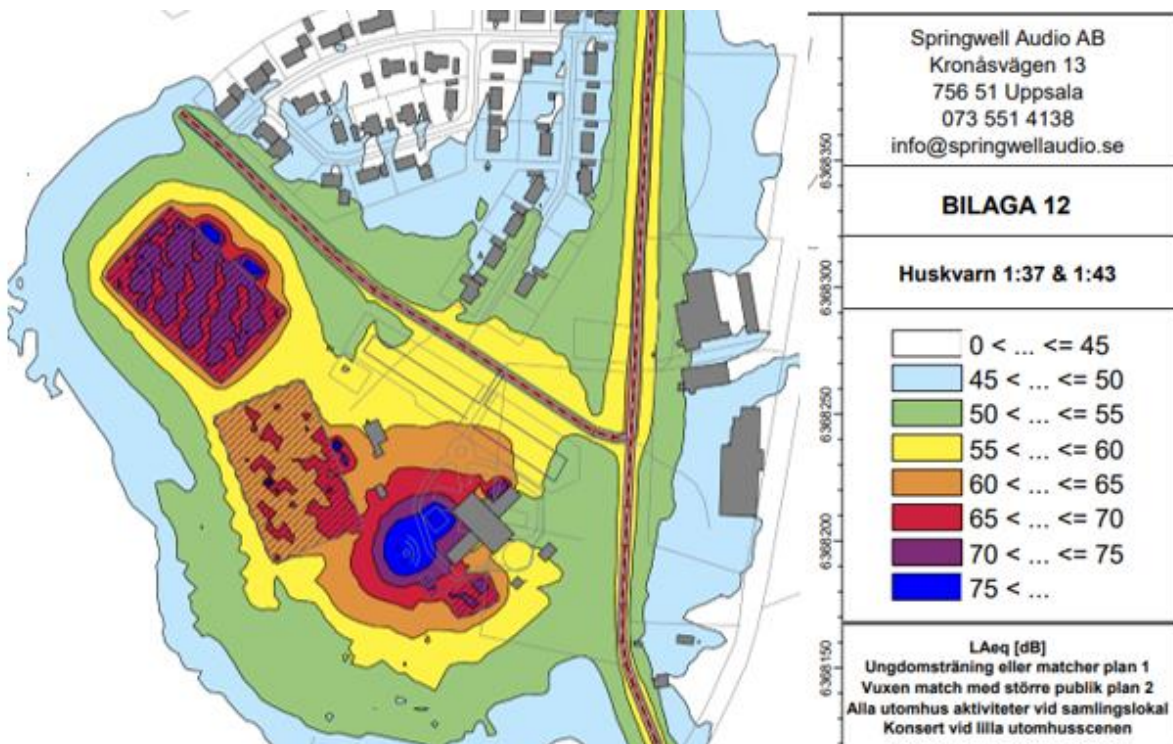 Springwell Audio AB
Kronåsvägen 13
756 51 Uppsala
073 551 4138
info@springwellaudio.se
BILAGA 12
Huskvarn 1:37 & 1:43
0 < ... <= 45
45 < ... <= 50
50 < ... <= 55
55 < ... <= 60
60 < ... <= 65
65 < ... <= 70
70 < ... <= 75
75 < ...
LAeq [dB]
Ungdomsträning eller matcher plan 1
Vuxen match med större publik plan 2
Alla utomhus aktiviteter vid samlingslokal
Konsert vid lilla utomhusscenen
6368350
6368300
6368250
6368200
6368150